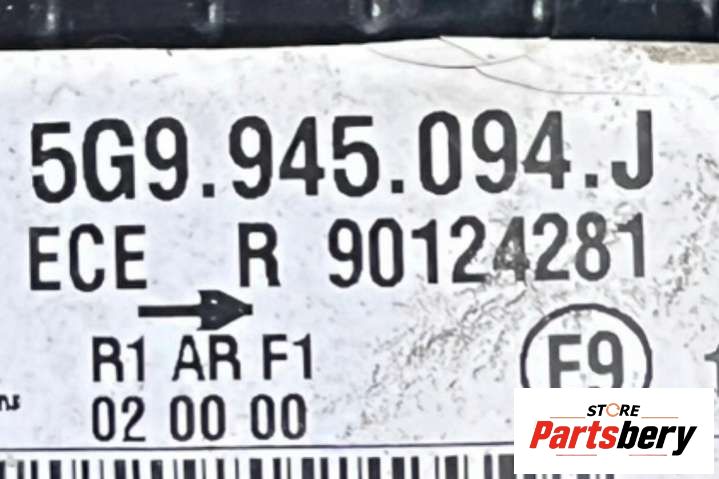 5G9.945.094.J
ECE R 90124281
R1 AR F1
E9
02 00 00
STORE
Partsbery